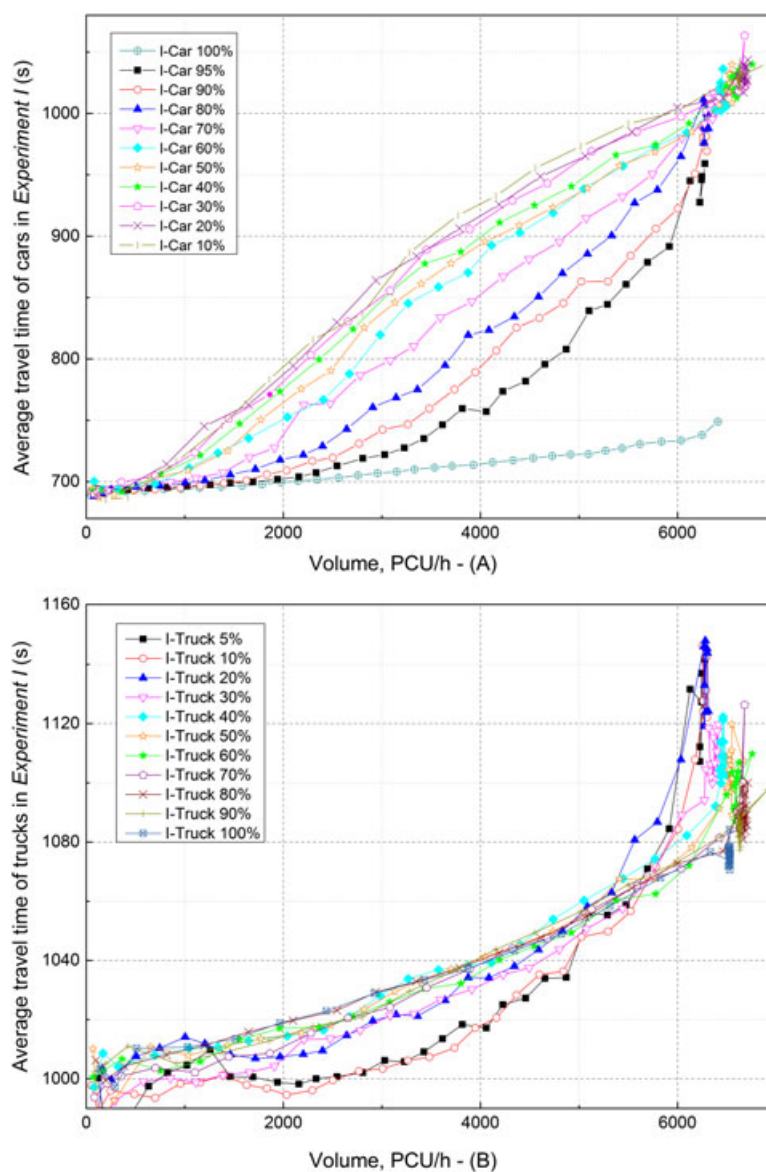 Average travel time of cars in Experiment I (s)
1000
900
800
700
I-Car 100%
I-Car 95%
I-Car 90%
I-Car 80%
I-Car 70%
I-Car 60%
I-Car 50%
I-Car 40%
I-Car 30%
I-Car 20%
I-Car 10%
0 2000 4000 6000
Volume, PCU/h - (A)
Average travel time of trucks in Experiment I (s)
1160
1120
1080
1040
1000
I-Truck 5%
I-Truck 10%
I-Truck 20%
I-Truck 30%
I-Truck 40%
I-Truck 50%
I-Truck 60%
I-Truck 70%
I-Truck 80%
I-Truck 90%
I-Truck 100%
0 2000 4000 6000
Volume, PCU/h - (B)